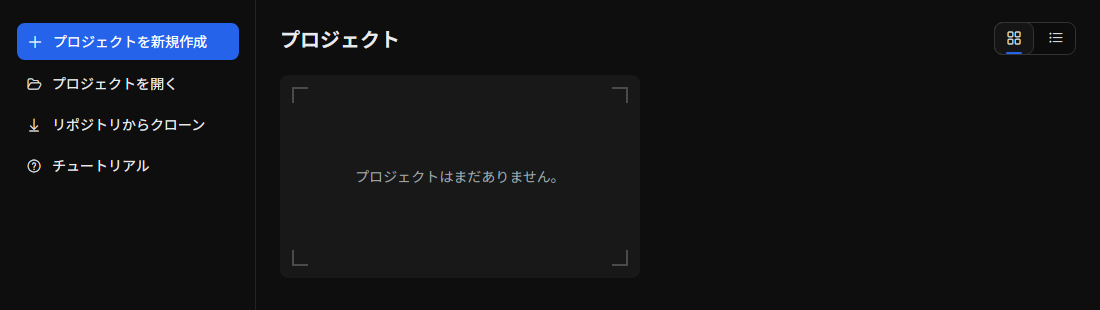 プロジェクトを新規作成
プロジェクトを開く
リポジトリからクローン
チュートリアル
プロジェクト
プロジェクトはまだありません。